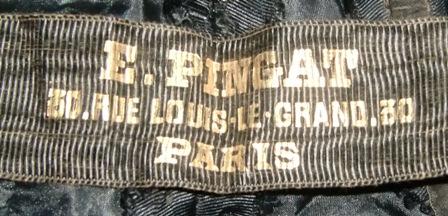 E. PINGAT
30. RUE LOUIS-LE-GRAND. 30
PARIS